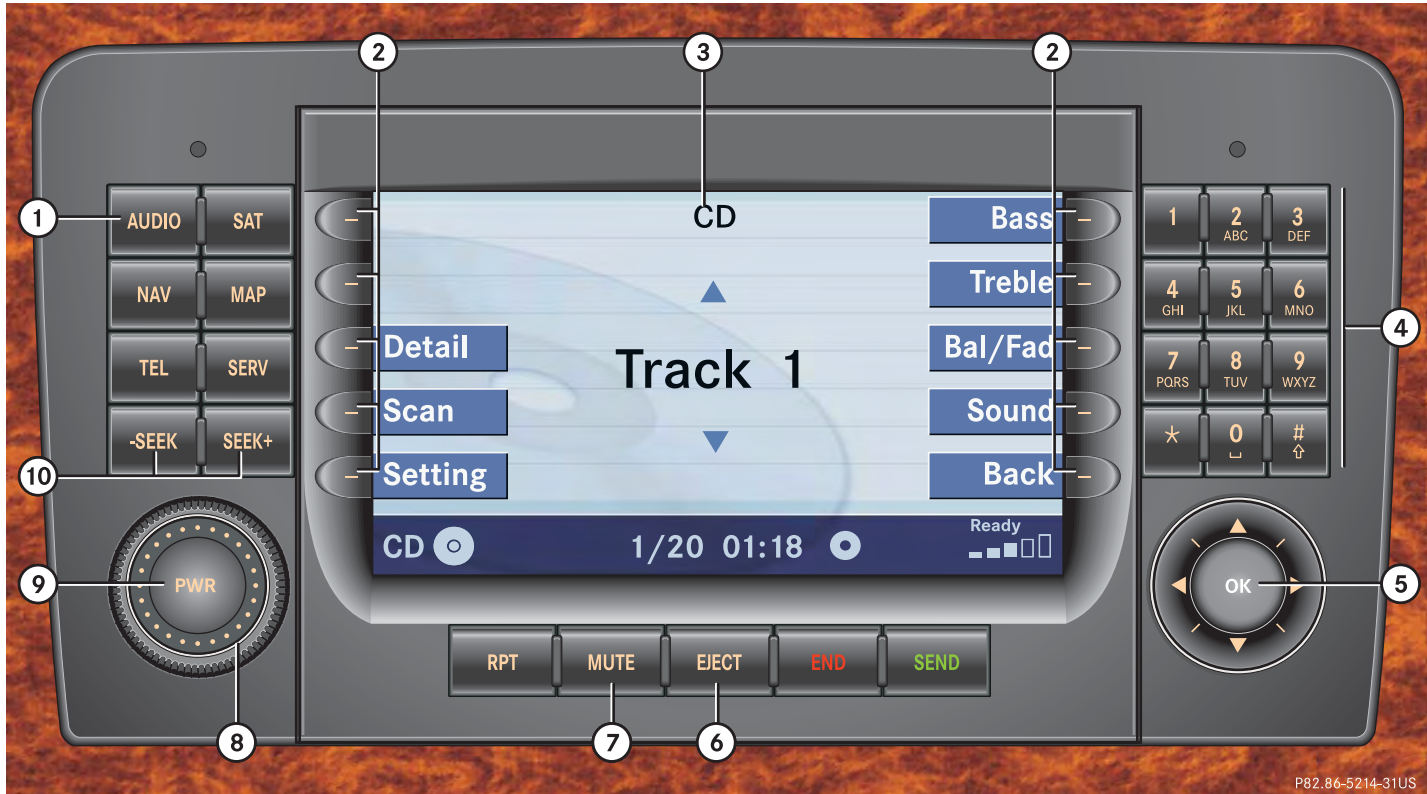 2
3
2
1
AUDIO
SAT
CD
Bass
1
2
ABC
3
DEF
NAV
MAP
Treble
4
GHI
5
JKL
6
MNO
4
TEL
SERV
Detail
Track 1
Bal/Fad
7
PQRS
8
TUV
9
WXYZ
-SEEK
SEEK+
Scan
Sound
*
0
#
10
Setting
Back
CD
1/20 01:18
Ready
9
PWR
OK
5
RPT
MUTE
EJECT
END
SEND
8
7
6
P82.86-5214-31US